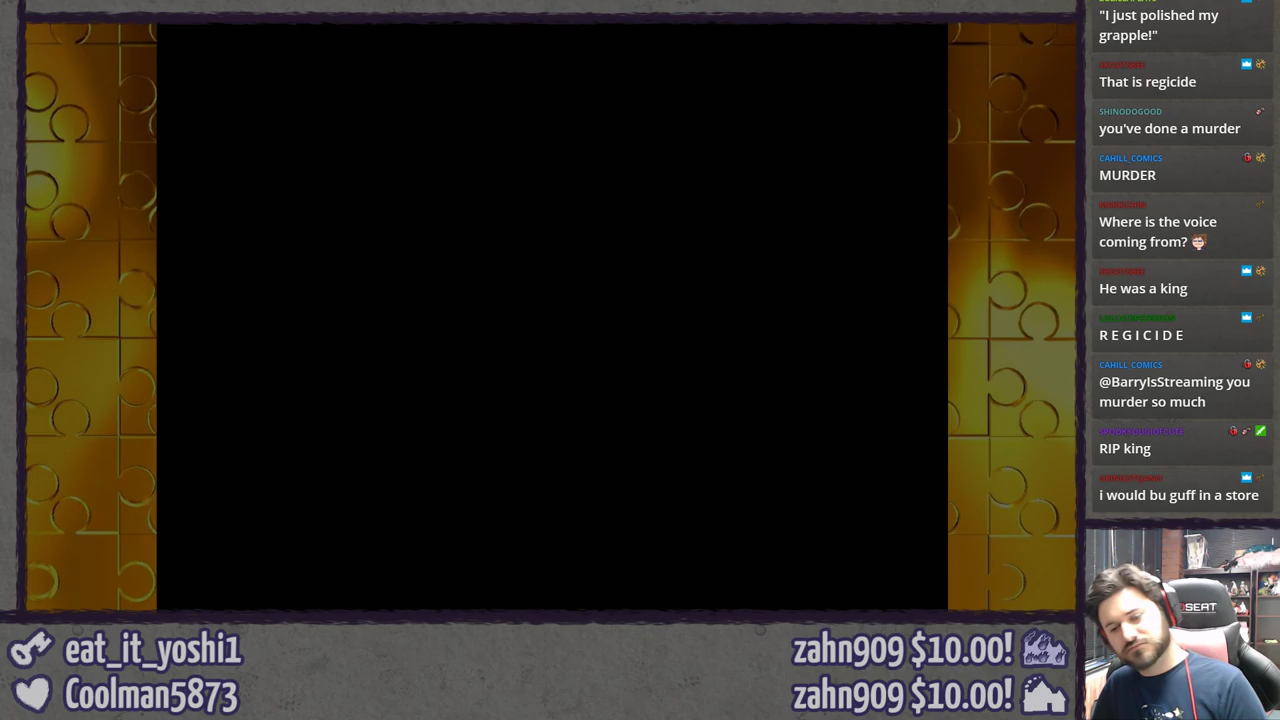 "I just polished my
grapple!"
That is regicide
SHINODOGOOD
you've done a murder
CAHILL_COMICS
MURDER
Where is the voice
coming from?
He was a king
R E G I C I D E
CAHILL_COMICS
@BarryIsStreaming you
murder so much
RIP king
i would bu guff in a store
SEAT
eat_it_yoshi1
zahn909 $10.00!
Coolman5873
zahn909 $10.00!